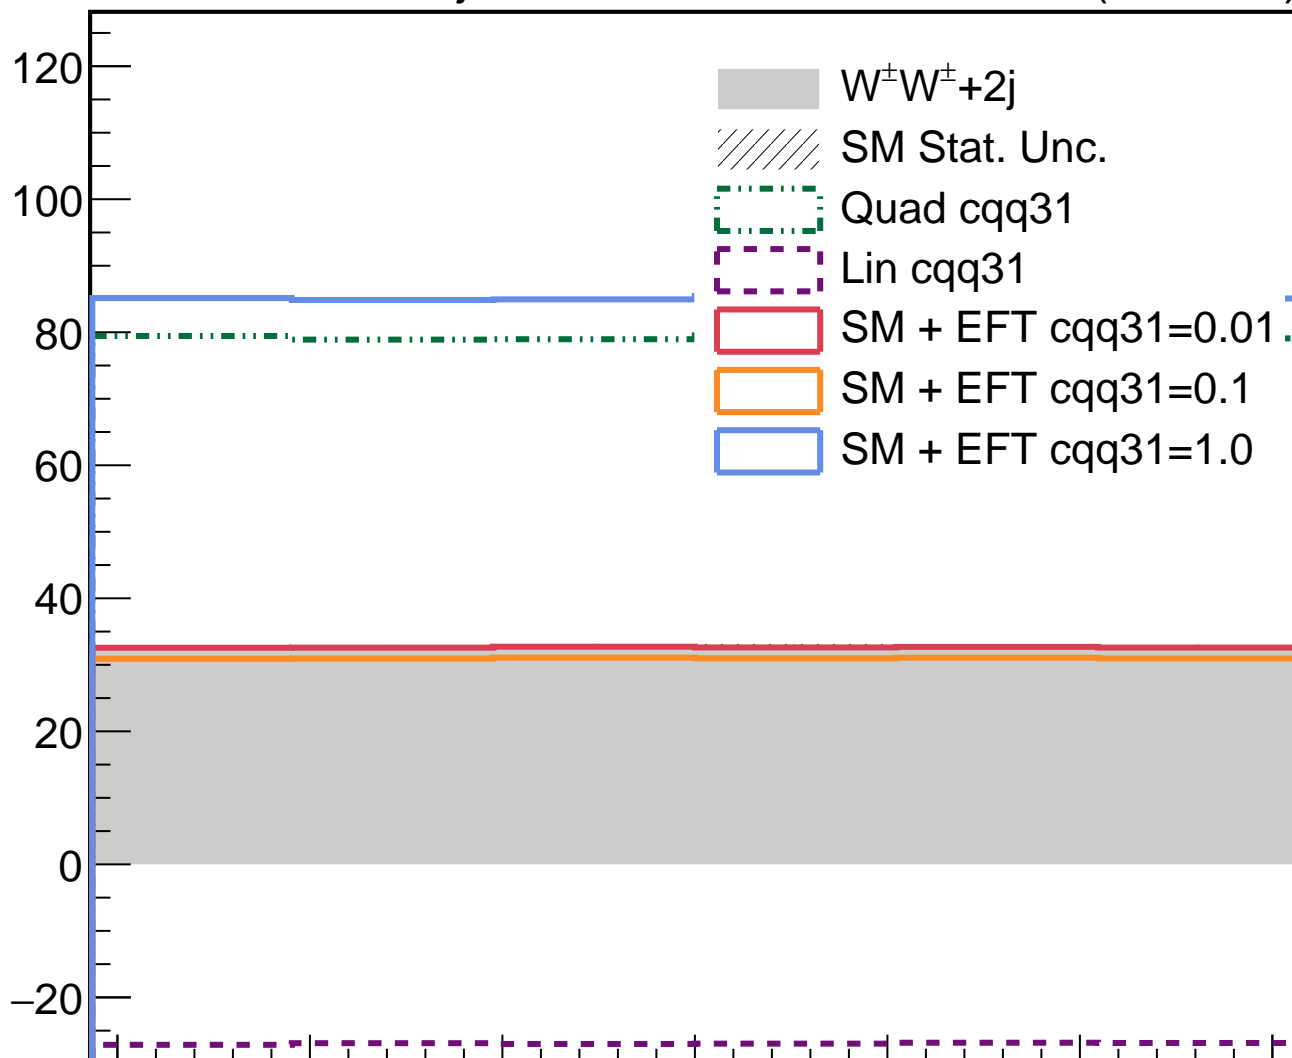 120
100
80
60
40
20
0
−20
W±W±+2j
SM Stat. Unc.
Quad cqq31
Lin cqq31
SM + EFT cqq31=0.01
SM + EFT cqq31=0.1
SM + EFT cqq31=1.0